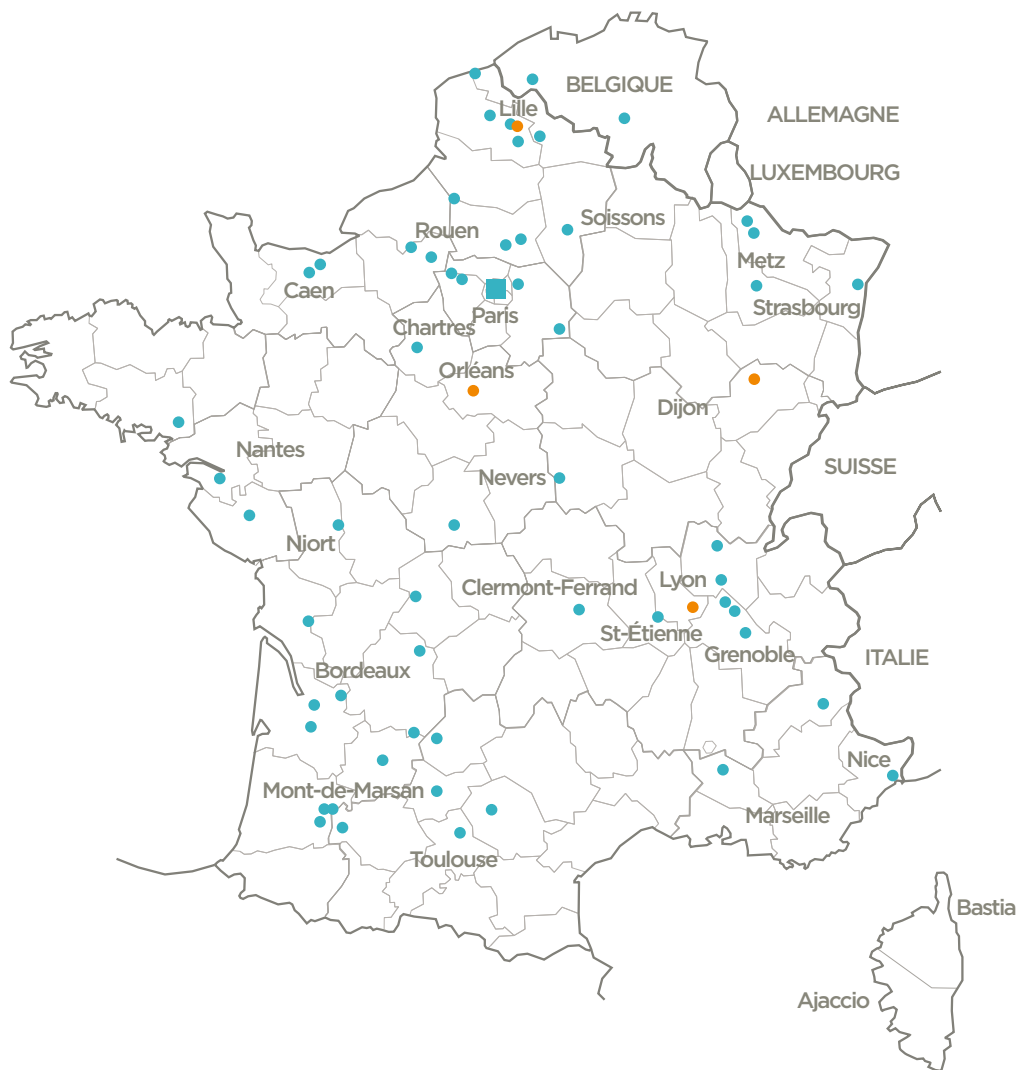 BELGIQUE
Lille
ALLEMAGNE
LUXEMBOURG
Soissons
Rouen
Metz
Caen
Strasbourg
Paris
Chartres
Orléans
Dijon
Nantes
SUISSE
Nevers
Niort
Lyon
Clermont-Ferrand
St-Étienne
Grenoble
ITALIE
Bordeaux
Nice
Mont-de-Marsan
Marseille
Toulouse
Bastia
Ajaccio